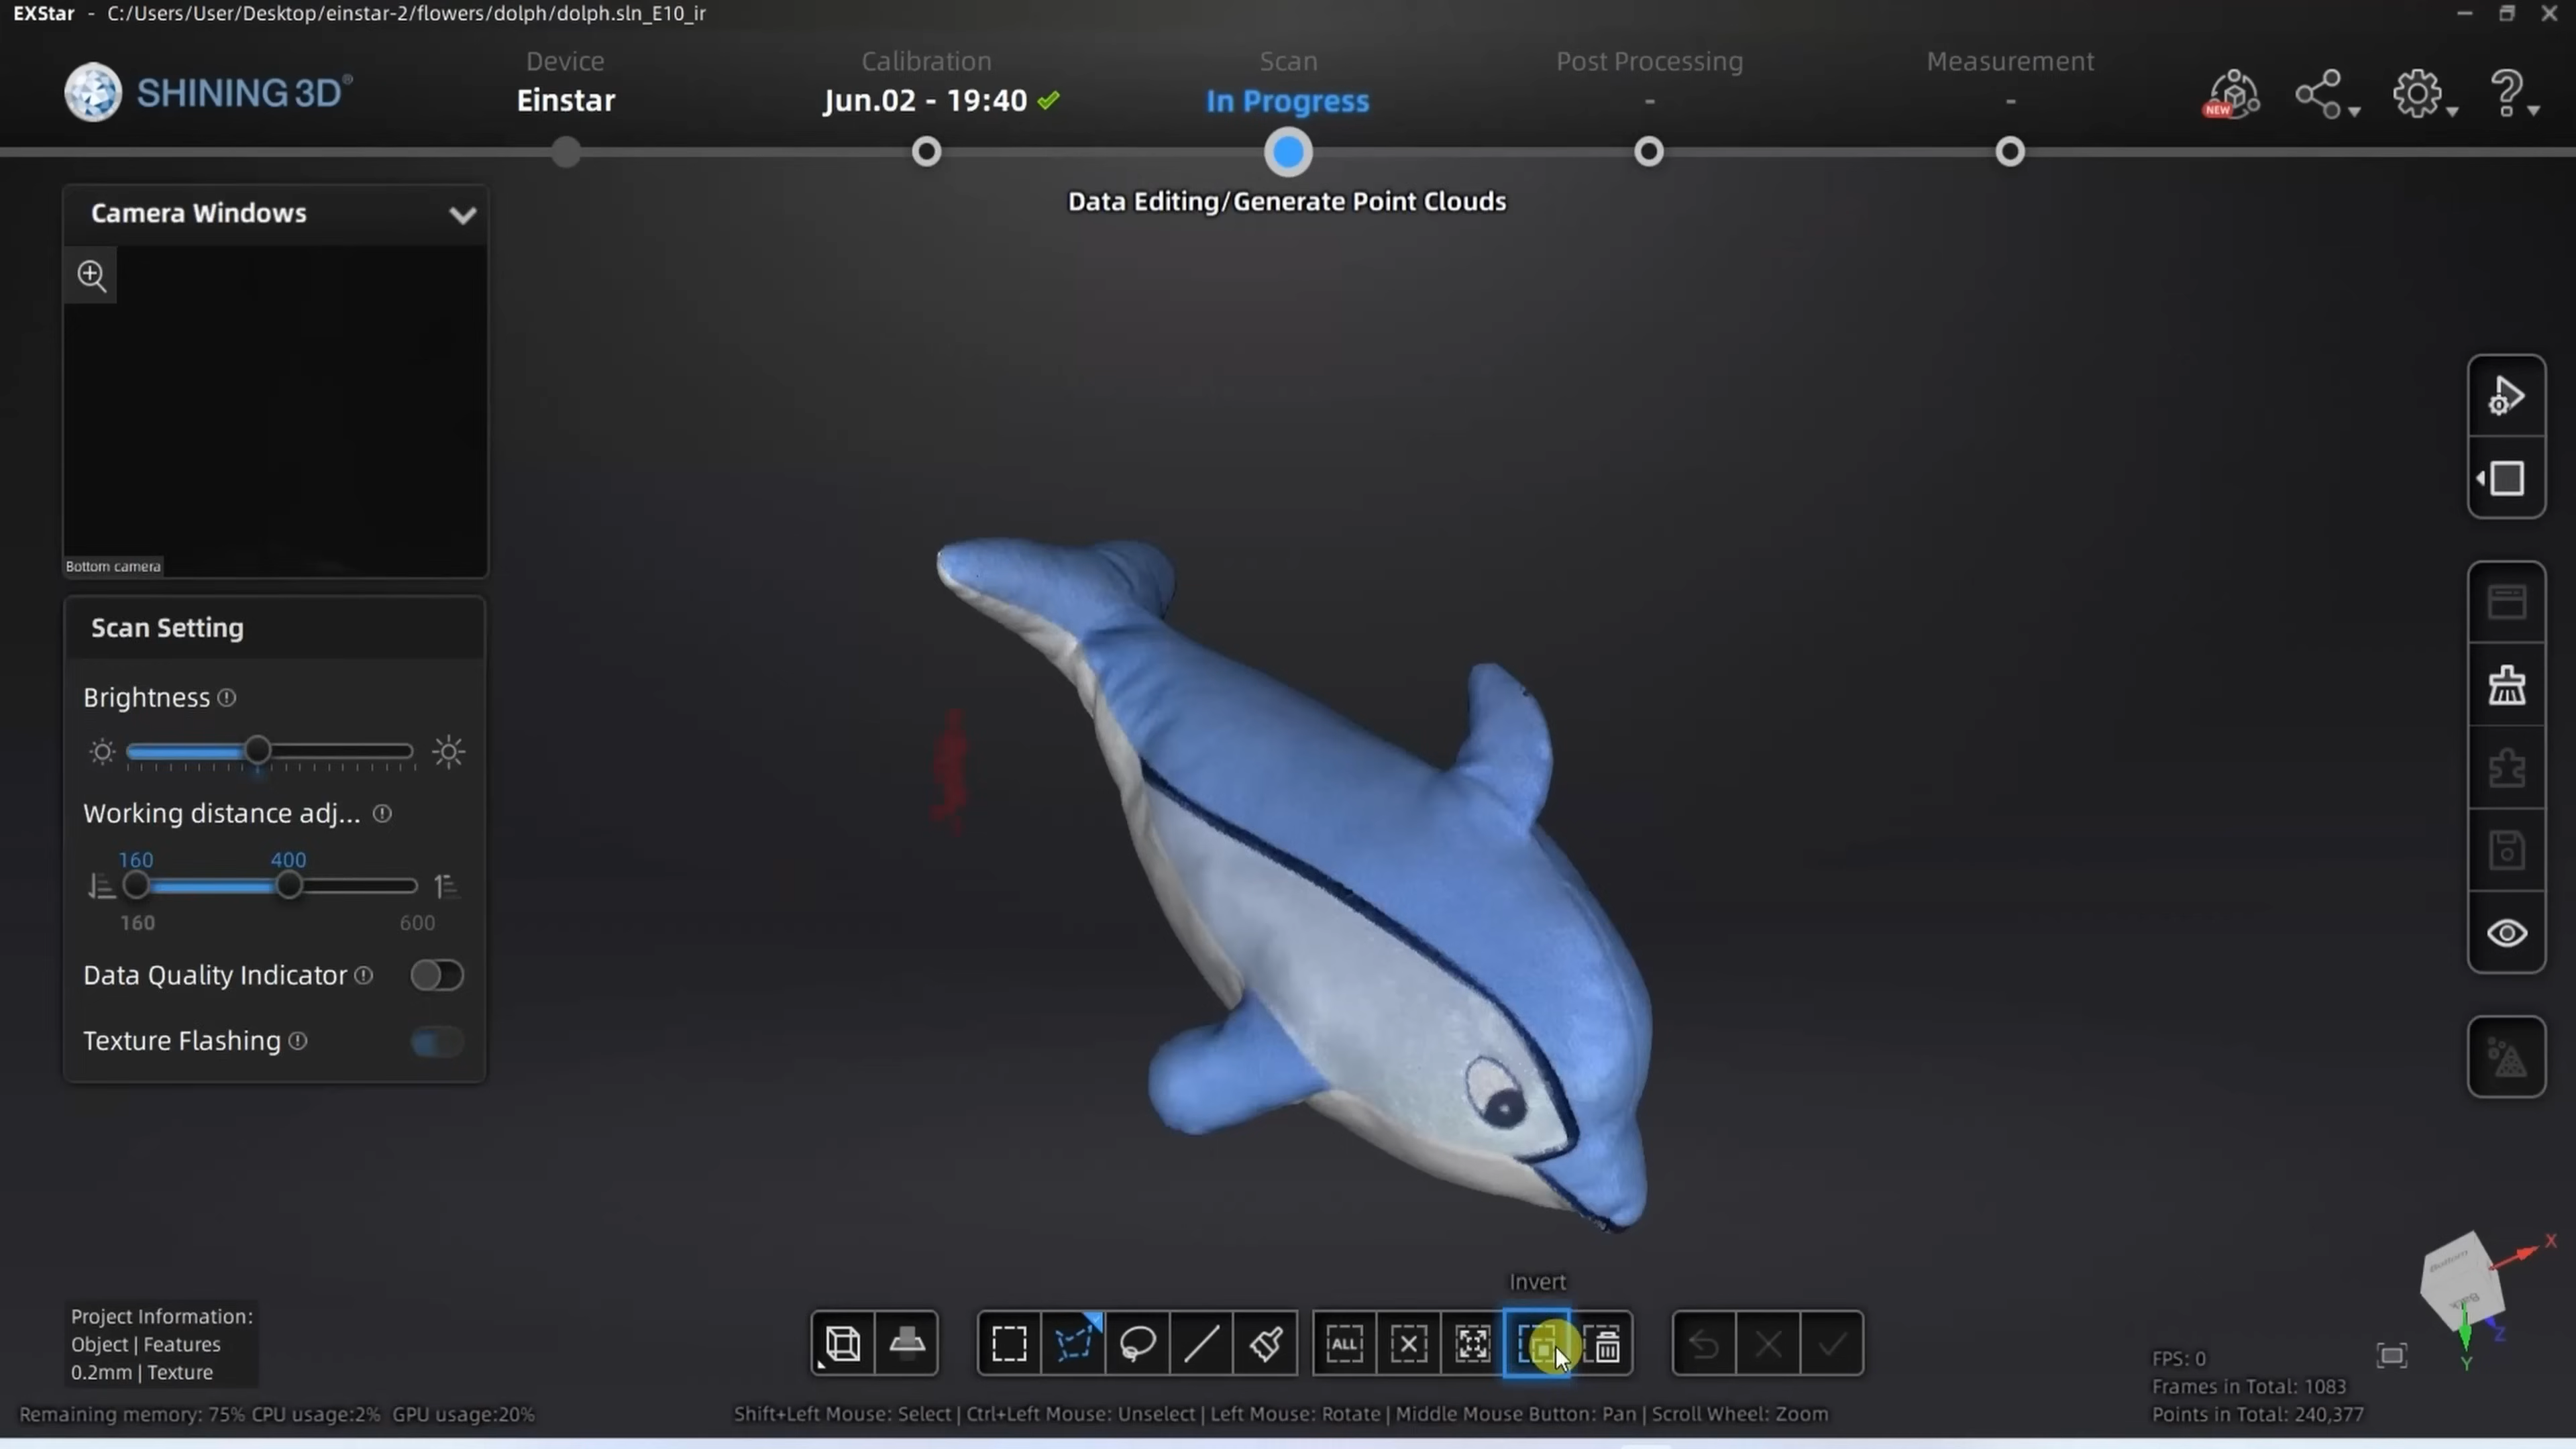 EXStar - C:/Users/User/Desktop/einstar-2/flowers/dolph/dolph.sln_E10_ir
SHINING 3D®
Device
Einstar
Calibration
Jun.02 - 19:40
Scan
In Progress
Post Processing
-
Measurement
-
NEW
Data Editing/Generate Point Clouds
Camera Windows
Bottom camera
Scan Setting
Brightness
Working distance adj...
160 400
160 600
Data Quality Indicator
Texture Flashing
Invert
ALL
Project Information:
Object | Features
0.2mm | Texture
Remaining memory: 75% CPU usage:2% GPU usage:20%
Shift+Left Mouse: Select | Ctrl+Left Mouse: Unselect | Left Mouse: Rotate | Middle Mouse Button: Pan | Scroll Wheel: Zoom
FPS: 0
Frames in Total: 1083
Points in Total: 240,377
Bottom
Back
X
Z
Y